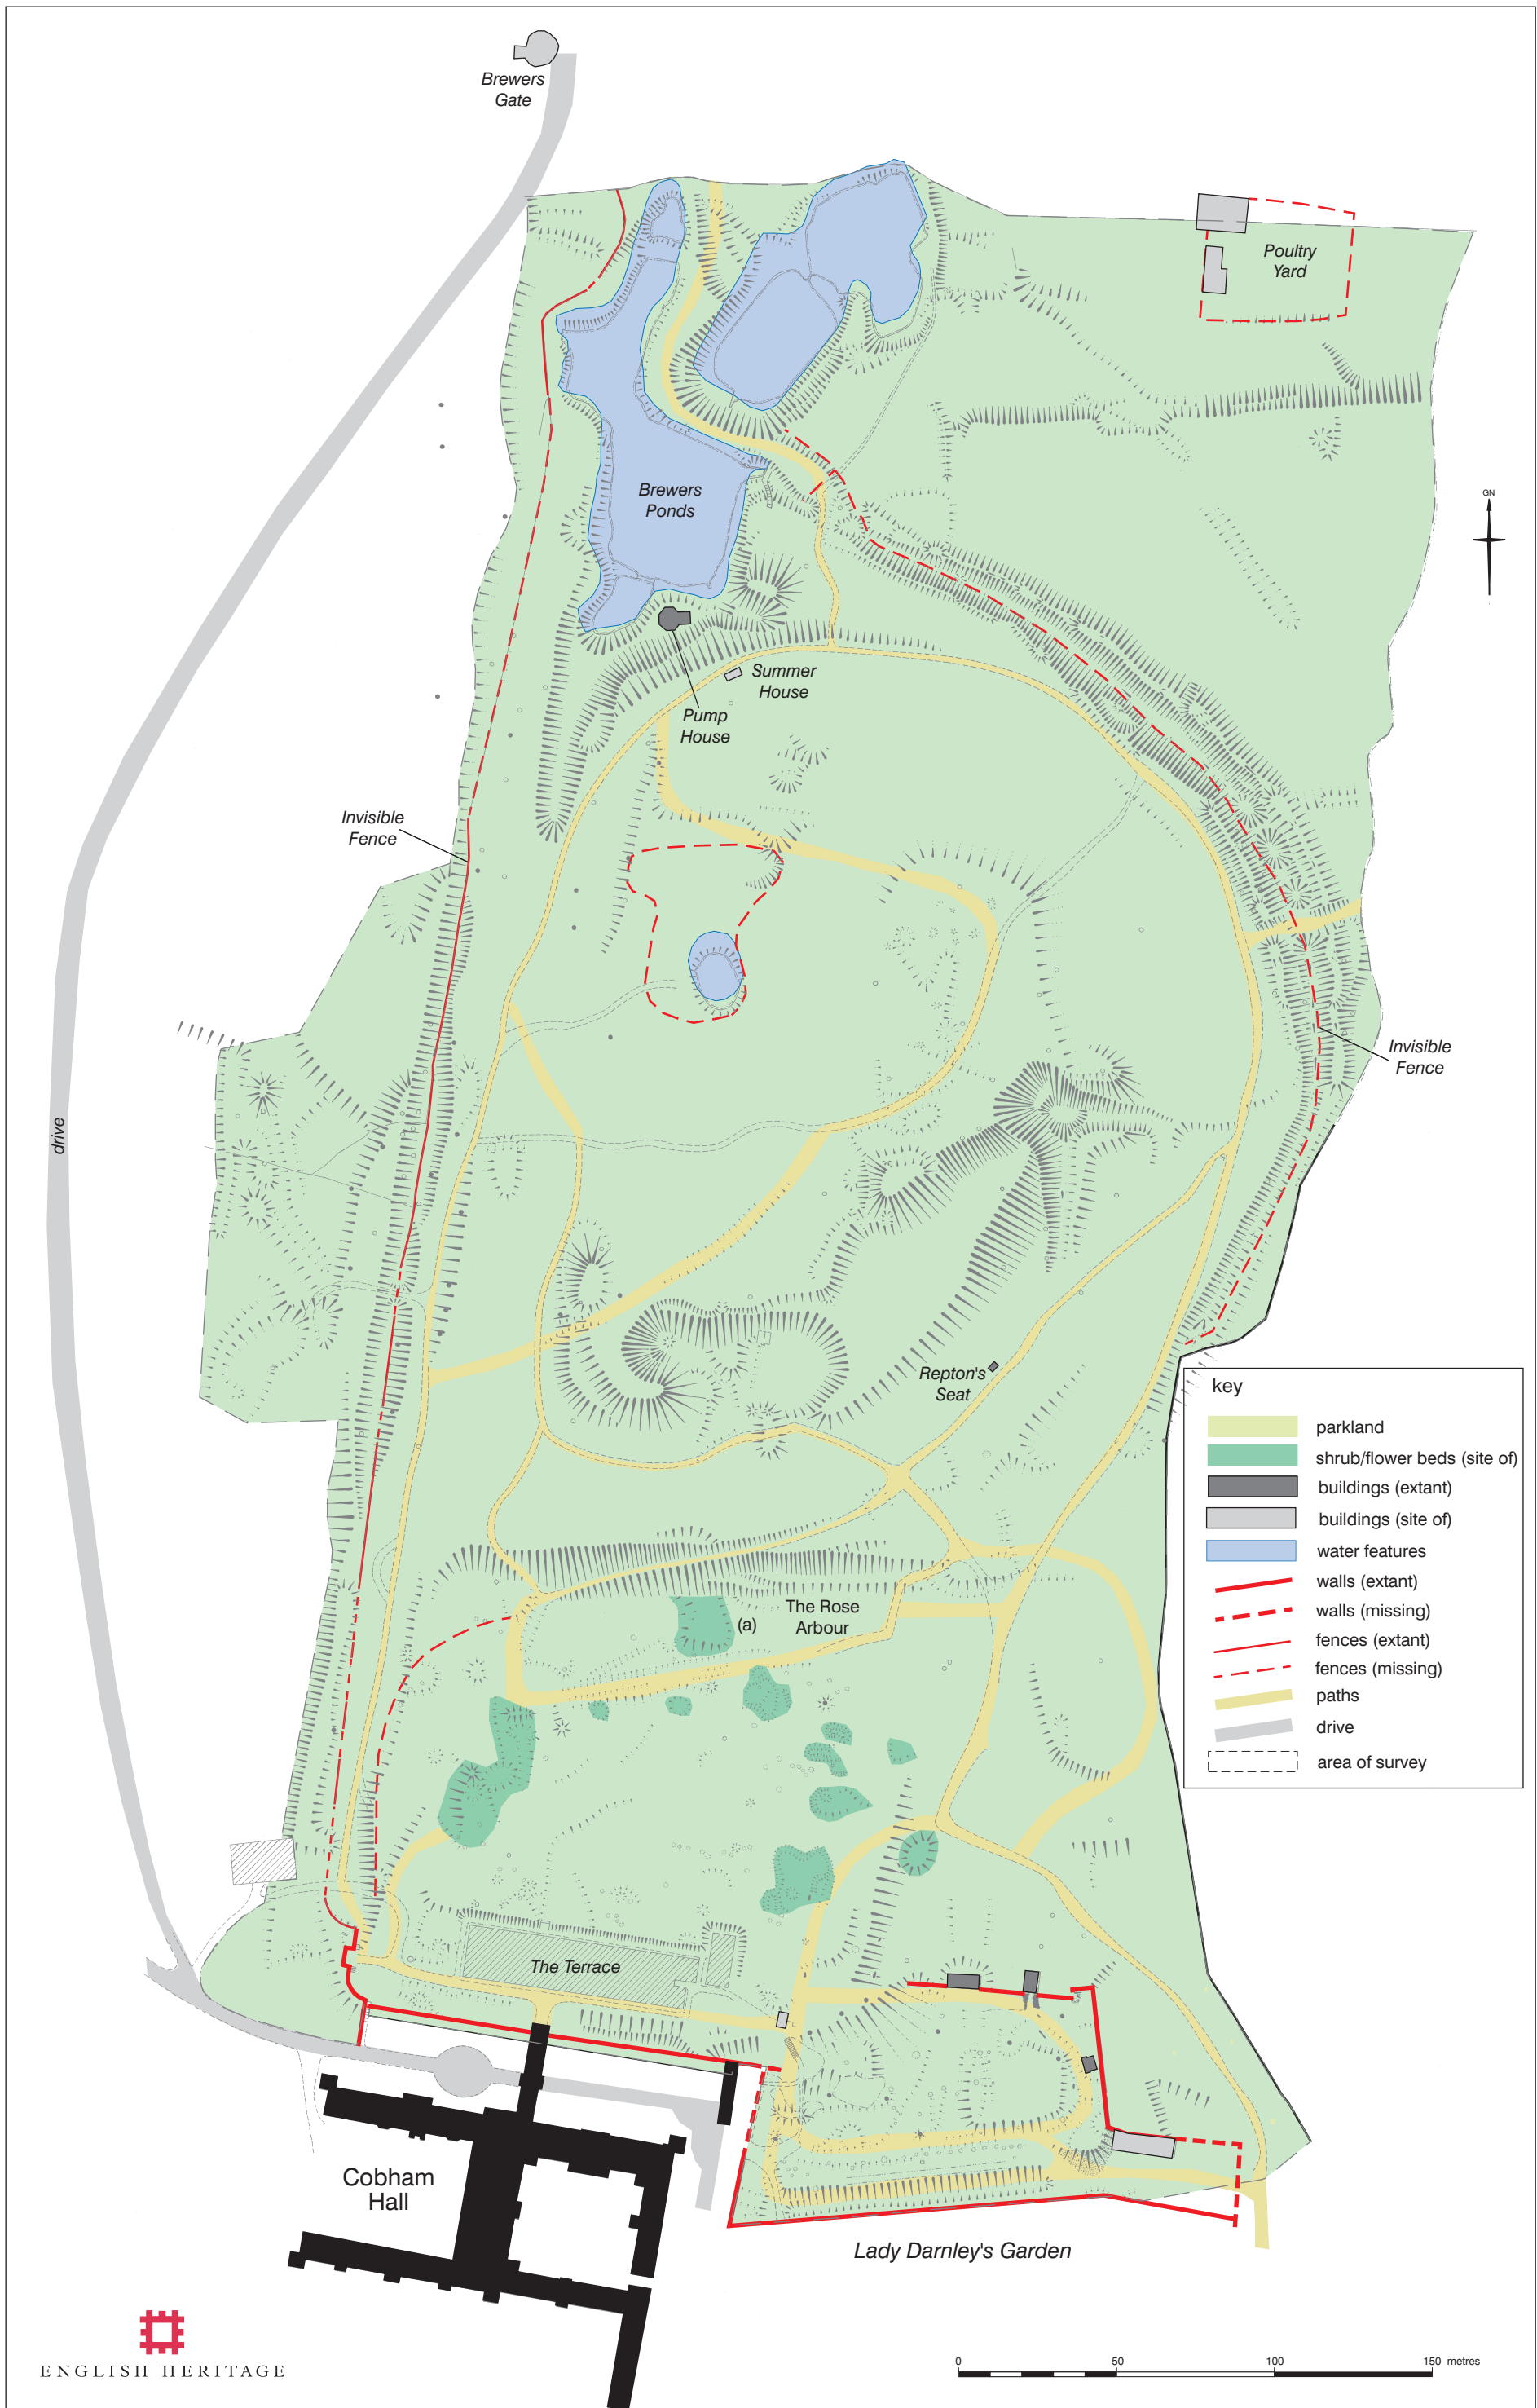 Brewers
Gate
Poultry
Yard
Brewers
Ponds
GN
Summer
House
Pump
House
Invisible
Fence
Invisible
Fence
drive
Repton's
Seat
key
parkland
shrub/flower beds (site of)
buildings (extant)
buildings (site of)
water features
walls (extant)
walls (missing)
fences (extant)
fences (missing)
paths
drive
area of survey
The Rose
Arbour
(a)
The Terrace
Cobham
Hall
Lady Darnley's Garden
ENGLISH HERITAGE
0 50 100 150 metres